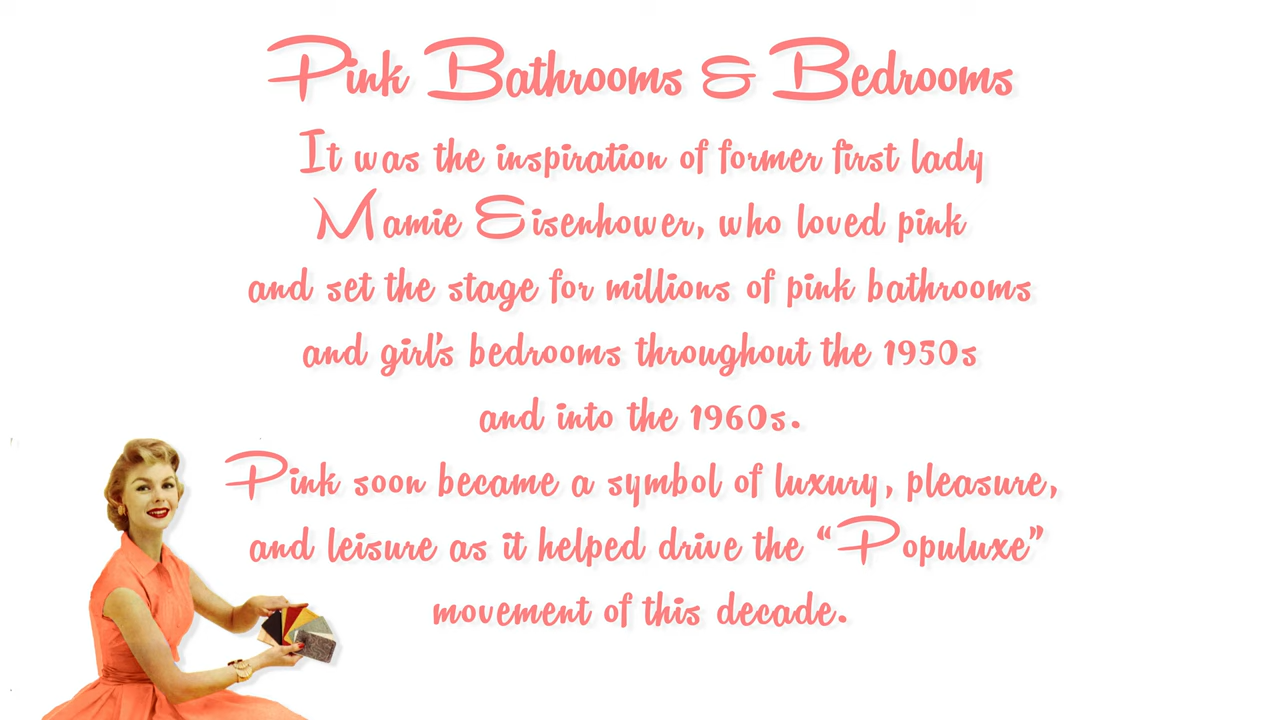 Pink Bathrooms & Bedrooms
It was the inspiration of former first lady
Mamie Eisenhower, who loved pink
and set the stage for millions of pink bathrooms
and girl's bedrooms throughout the 1950s
and into the 1960s.
Pink soon became a symbol of luxury, pleasure,
and leisure as it helped drive the “Populuxe”
movement of this decade.